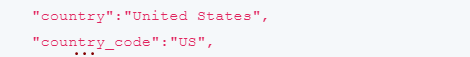 "country":"United States",
"country_code":"US",
...